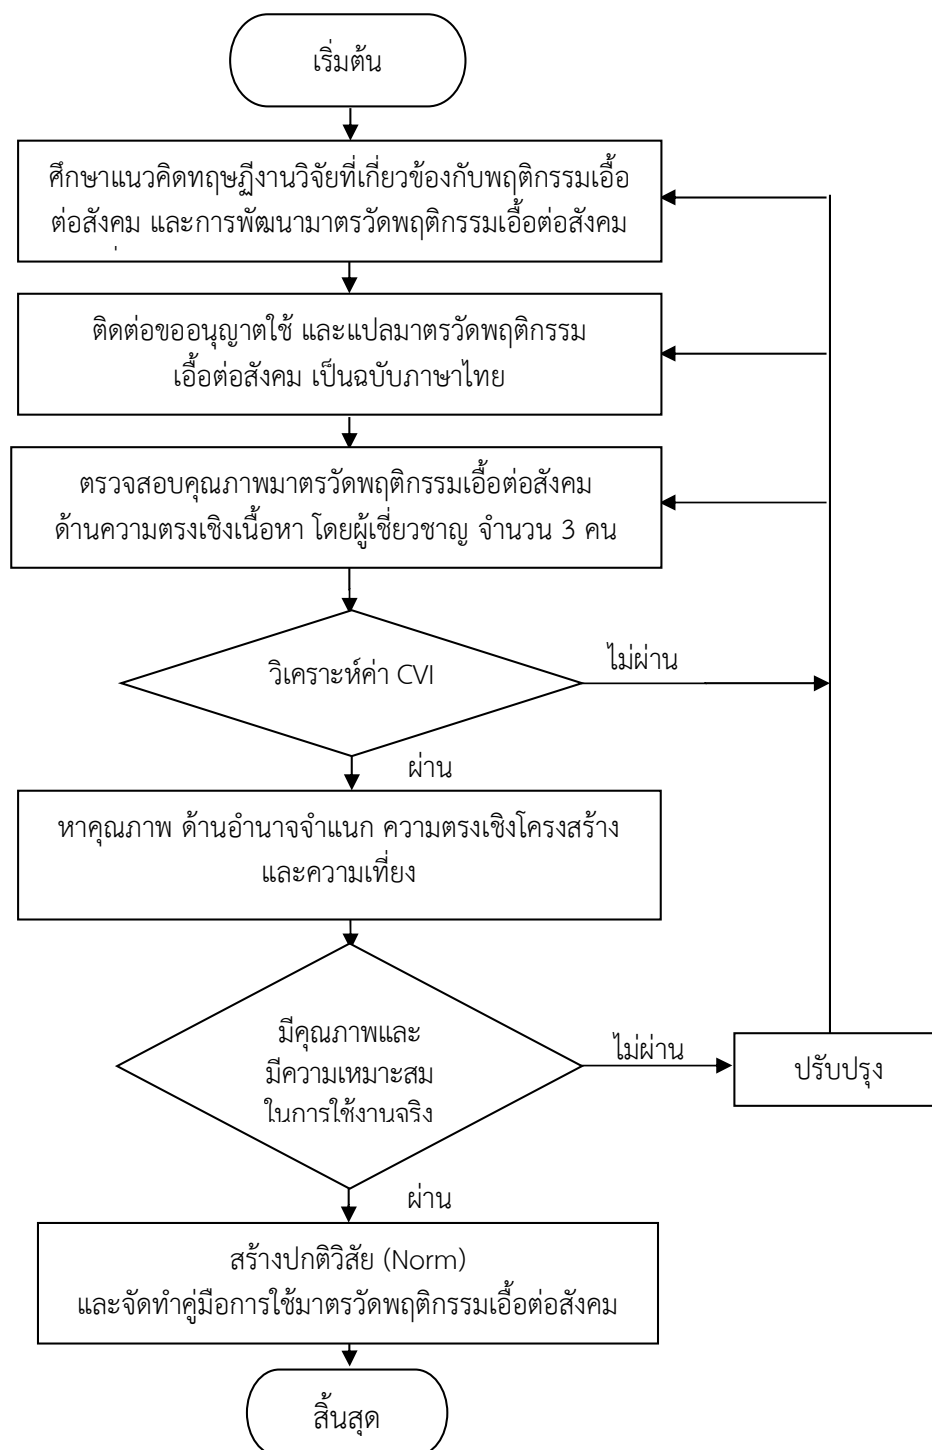 เริ่มต้น
ศึกษาแนวคิดทฤษฎีงานวิจัยที่เกี่ยวข้องกับพฤติกรรมเอื้อ
ต่อสังคม และการพัฒนามาตรวัดพฤติกรรมเอื้อต่อสังคม
ติดต่อขออนุญาตใช้ และแปลมาตรวัดพฤติกรรม
เอื้อต่อสังคม เป็นฉบับภาษาไทย
ตรวจสอบคุณภาพมาตรวัดพฤติกรรมเอื้อต่อสังคม
ด้านความตรงเชิงเนื้อหา โดยผู้เชี่ยวชาญ จำนวน 3 คน
วิเคราะห์ค่า CVI
ไม่ผ่าน
ผ่าน
หาคุณภาพ ด้านอำนาจจำแนก ความตรงเชิงโครงสร้าง
และความเที่ยง
มีคุณภาพและ
มีความเหมาะสม
ในการใช้งานจริง
ไม่ผ่าน
ปรับปรุง
ผ่าน
สร้างปกติวิสัย (Norm)
และจัดทำคู่มือการใช้มาตรวัดพฤติกรรมเอื้อต่อสังคม
สิ้นสุด